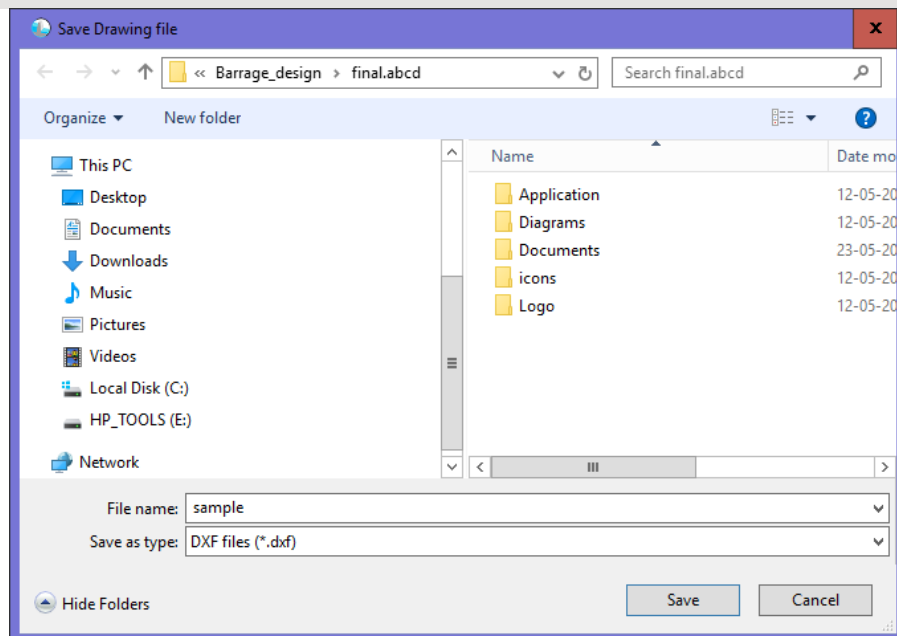 Save Drawing file
x
« Barrage_design › final.abcd
Search final.abcd
Organize
New folder
?
This PC
Desktop
Documents
Downloads
Music
Pictures
Videos
Local Disk (C:)
HP_TOOLS (E:)
Network
Name Date mo
Application 12-05-20
Diagrams 12-05-20
Documents 23-05-20
icons 12-05-20
Logo 12-05-20
File name: sample
Save as type: DXF files (*.dxf)
Hide Folders
Save
Cancel